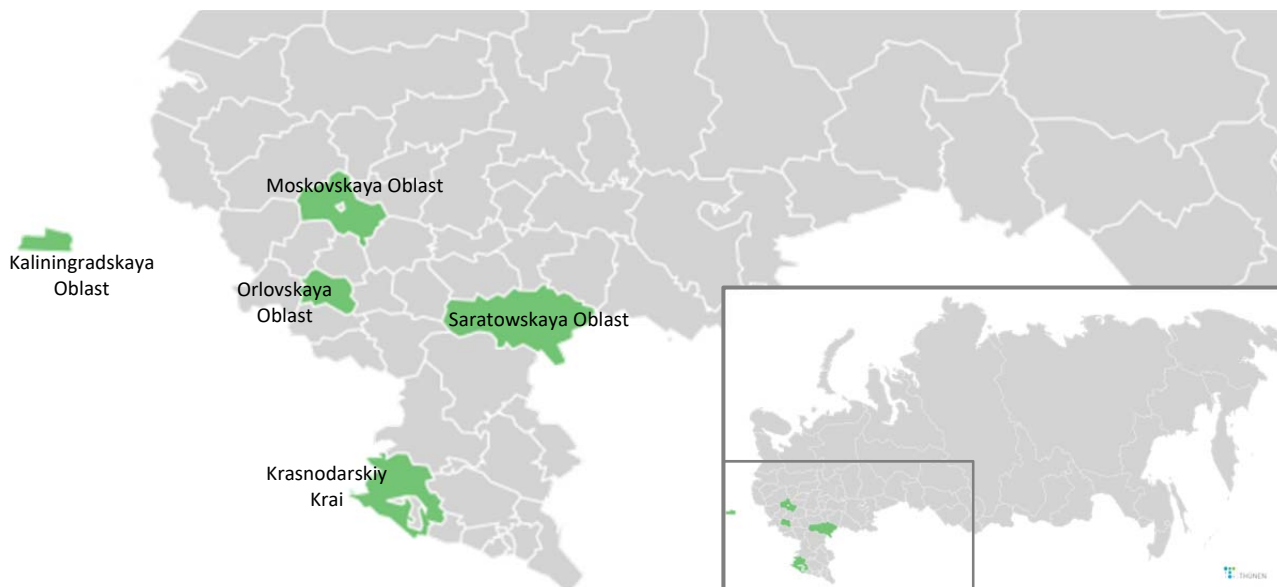 Moskovskaya Oblast
Kaliningradskaya
Oblast
Orlovskaya
Oblast
Saratowskaya Oblast
Krasnodarskiy
Krai
THÜNEN